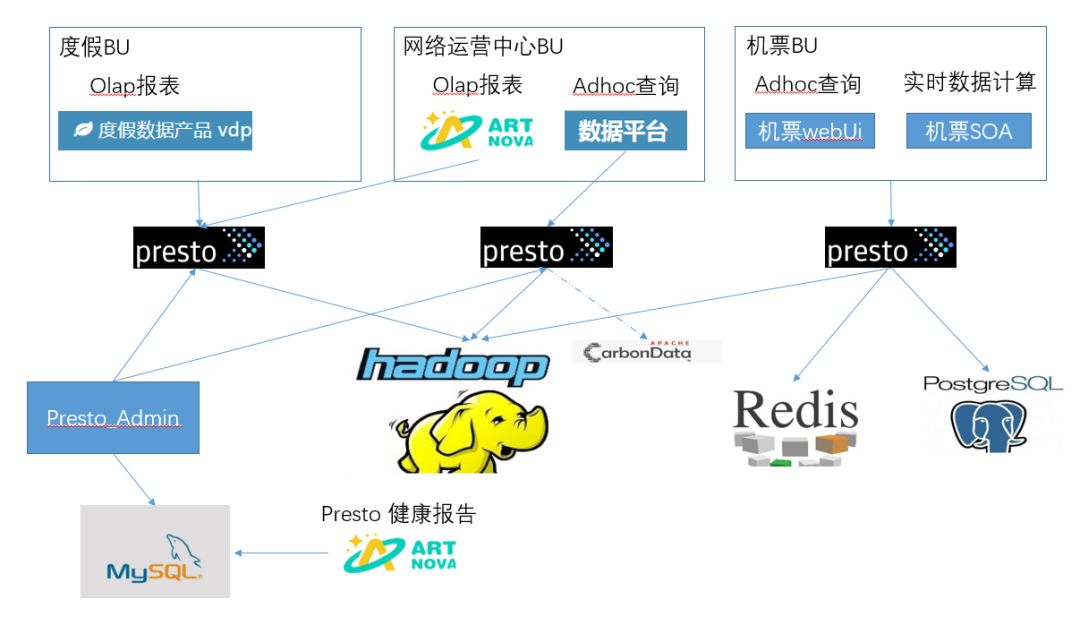 度假BU
Olap报表
度假数据产品 vdp
网络运营中心BU
Olap报表
Adhoc查询
ART
NOVA
数据平台
机票BU
Adhoc查询
实时数据计算
机票webUi
机票SOA
presto
presto
presto
hadoop
APACHE
CarbonData
Redis
PostgreSQL
Presto_Admin
MySQL
Presto 健康报告
ART
NOVA